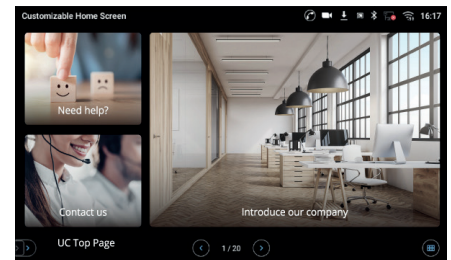 Customizable Home Screen
16:17
Need help?
Contact us
Introduce our company
UC Top Page
1 / 20